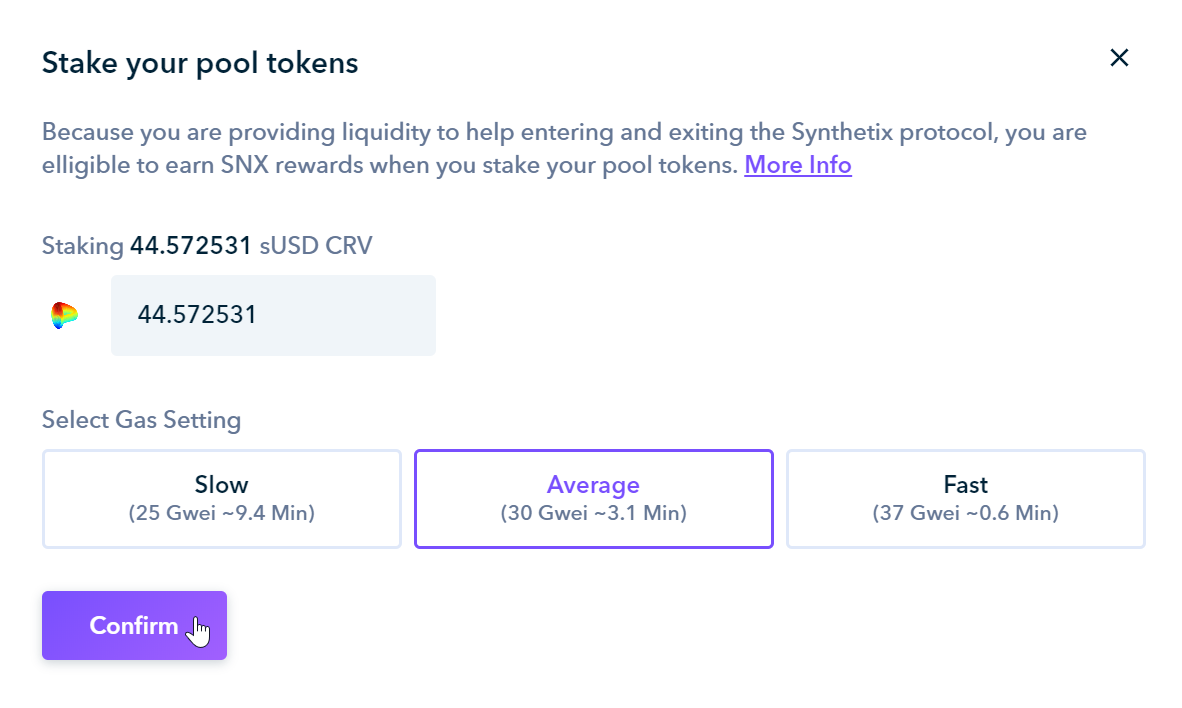 Stake your pool tokens
Because you are providing liquidity to help entering and exiting the Synthetix protocol, you are
elligible to earn SNX rewards when you stake your pool tokens. More Info
Staking 44.572531 sUSD CRV
44.572531
Select Gas Setting
Slow
(25 Gwei ~9.4 Min)
Average
(30 Gwei ~3.1 Min)
Fast
(37 Gwei ~0.6 Min)
Confirm